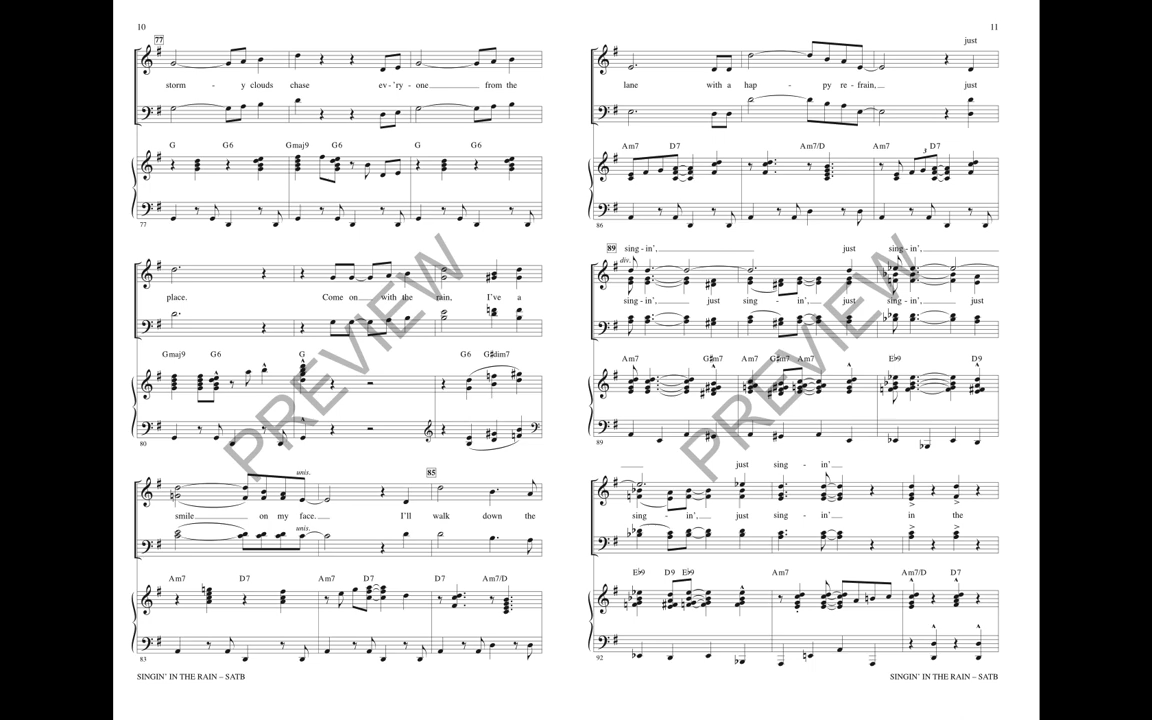 10
77
storm - y clouds chase ev-'ry-one from the
G G6 Gmaj9 G6 G G6
77
place. Come on with the rain, I've a
Gmaj9 G6 G G6 G♯dim7
80
unis.
85
smile on my face. I'll walk down the
unis.
Am7 D7 Am7 D7 D7 Am7/D
83
SINGIN' IN THE RAIN – SATB
PREVIEW
11
just
lane with a hap - py re-frain, just
Am7 D7 Am7/D Am7 3 D7
86
89
sing-in', just sing-in',
div.
sing-in', just sing - in', just sing-in', just
Am7 G♯m7 Am7 G♯m7 Am7 E♭9 D9
89
just sing - in'
sing - in', just sing - in' in the
E♭9 D9 E♭9 Am7 Am7/D D7
92
SINGIN' IN THE RAIN – SATB
PREVIEW